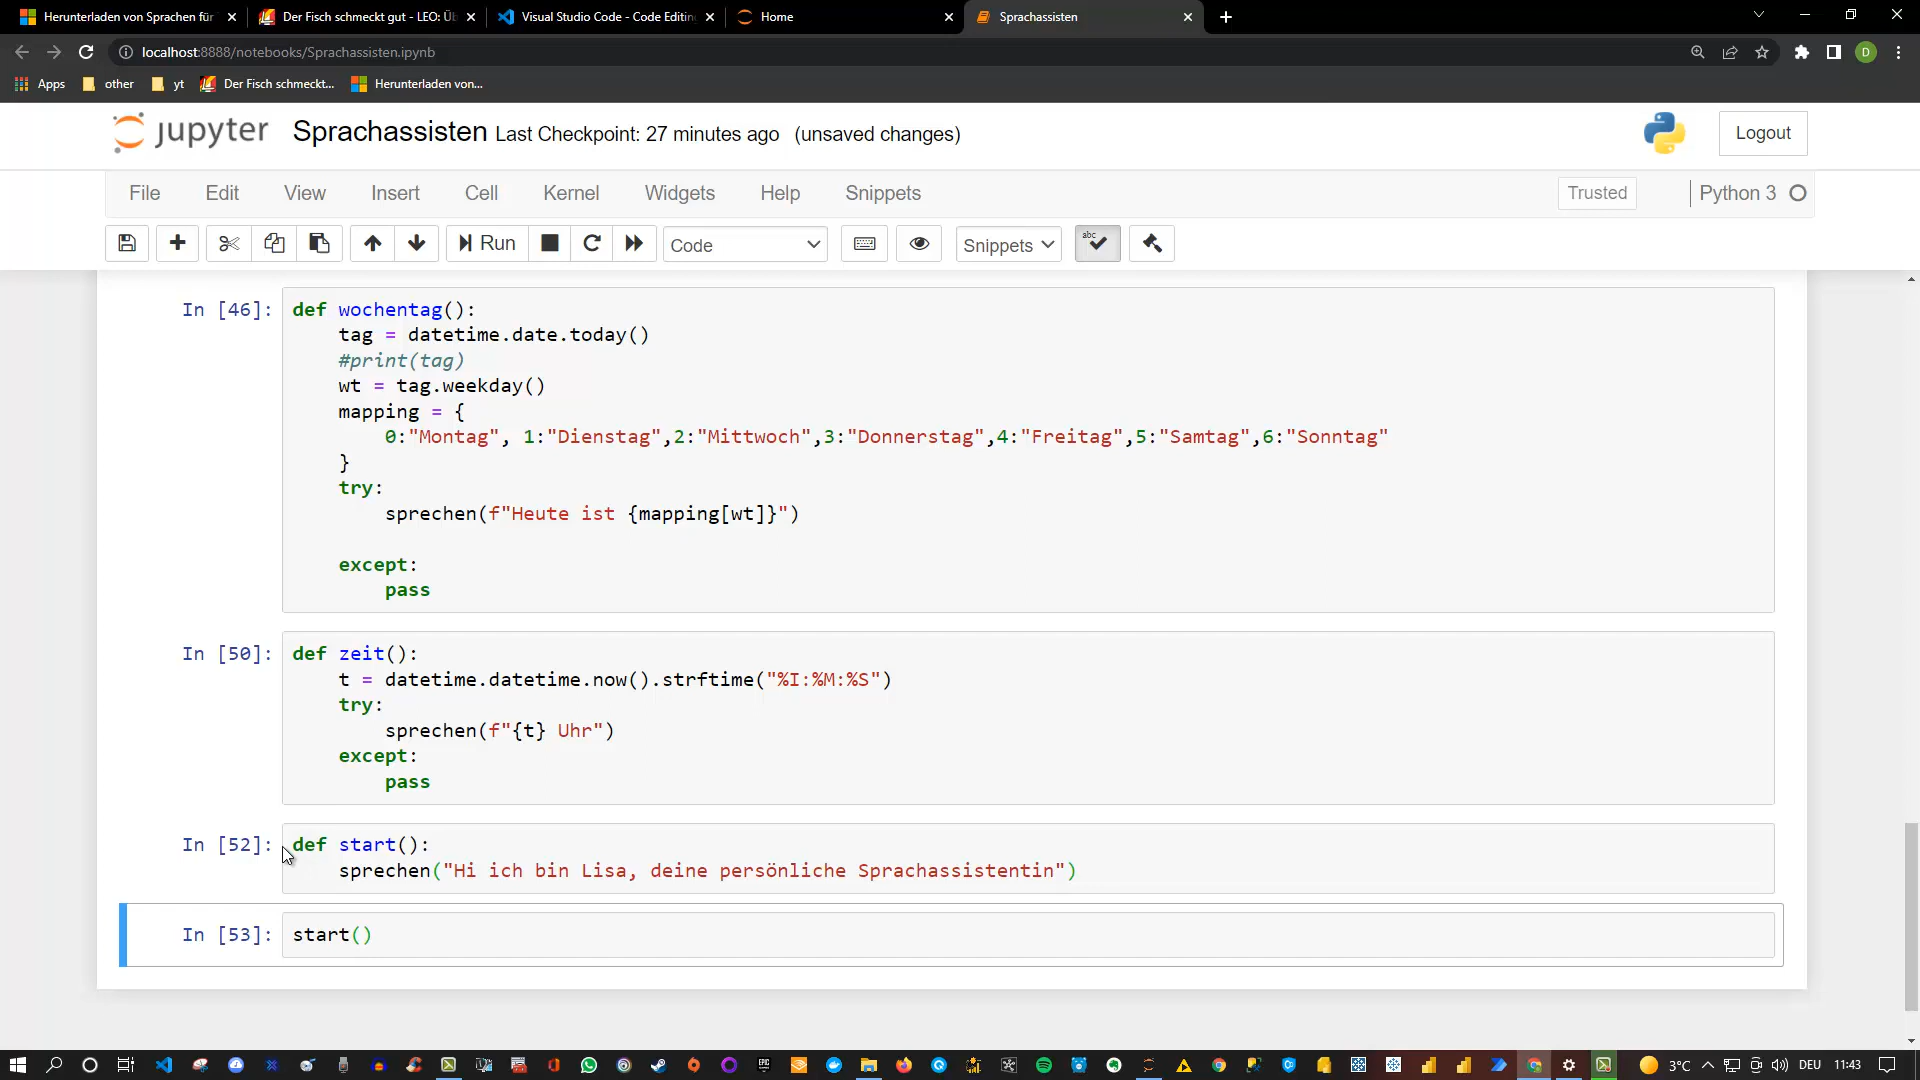 Herunterladen von Sprachen für
Der Fisch schmeckt gut - LEO: Üb
Visual Studio Code - Code Editin
Home
Sprachassisten
localhost:8888/notebooks/Sprachassisten.ipynb
D
Apps
other
yt
Der Fisch schmeckt...
Herunterladen von...
jupyter
Sprachassisten Last Checkpoint: 27 minutes ago (unsaved changes)
Logout
File Edit View Insert Cell Kernel Widgets Help Snippets
Trusted
Python 3
Run
Code
Snippets
abc
In [46]:
def wochentag():
    tag = datetime.date.today()
    #print(tag)
    wt = tag.weekday()
    mapping = {
        0:"Montag", 1:"Dienstag",2:"Mittwoch",3:"Donnerstag",4:"Freitag",5:"Samtag",6:"Sonntag"
    }
    try:
        sprechen(f"Heute ist {mapping[wt]}")
    except:
        pass
In [50]:
def zeit():
    t = datetime.datetime.now().strftime("%I:%M:%S")
    try:
        sprechen(f"{t} Uhr")
    except:
        pass
In [52]:
def start():
    sprechen("Hi ich bin Lisa, deine persönliche Sprachassistentin")
In [53]:
start()
3°C
DEU
11:43